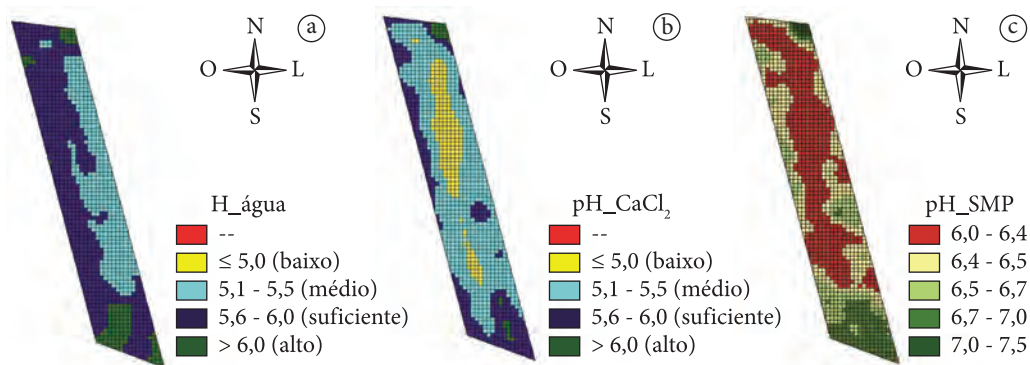 a
N
O L
S
H_água
--
≤ 5,0 (baixo)
5,1 - 5,5 (médio)
5,6 - 6,0 (suficiente)
> 6,0 (alto)
b
N
O L
S
pH_CaCl₂
--
≤ 5,0 (baixo)
5,1 - 5,5 (médio)
5,6 - 6,0 (suficiente)
> 6,0 (alto)
c
N
O L
S
pH_SMP
6,0 - 6,4
6,4 - 6,5
6,5 - 6,7
6,7 - 7,0
7,0 - 7,5